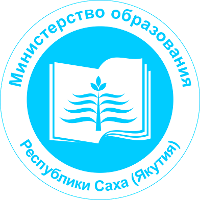 Министерство образования
Республики Саха (Якутия)